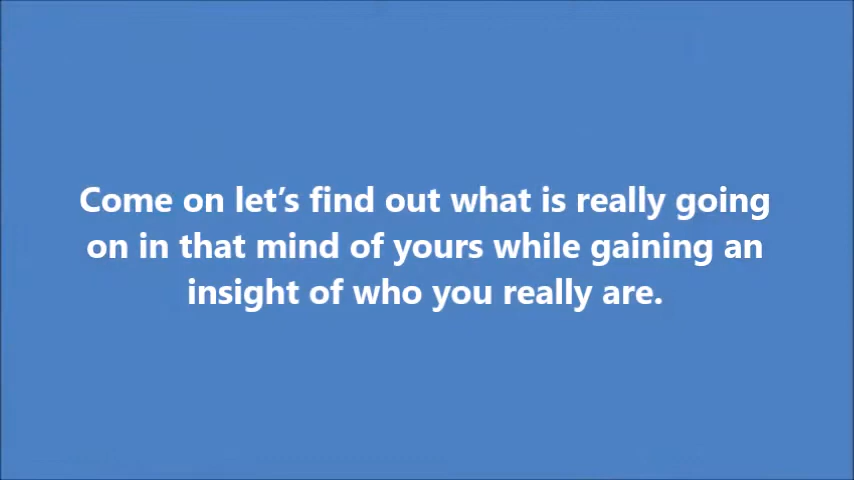 Come on let’s find out what is really going
on in that mind of yours while gaining an
insight of who you really are.